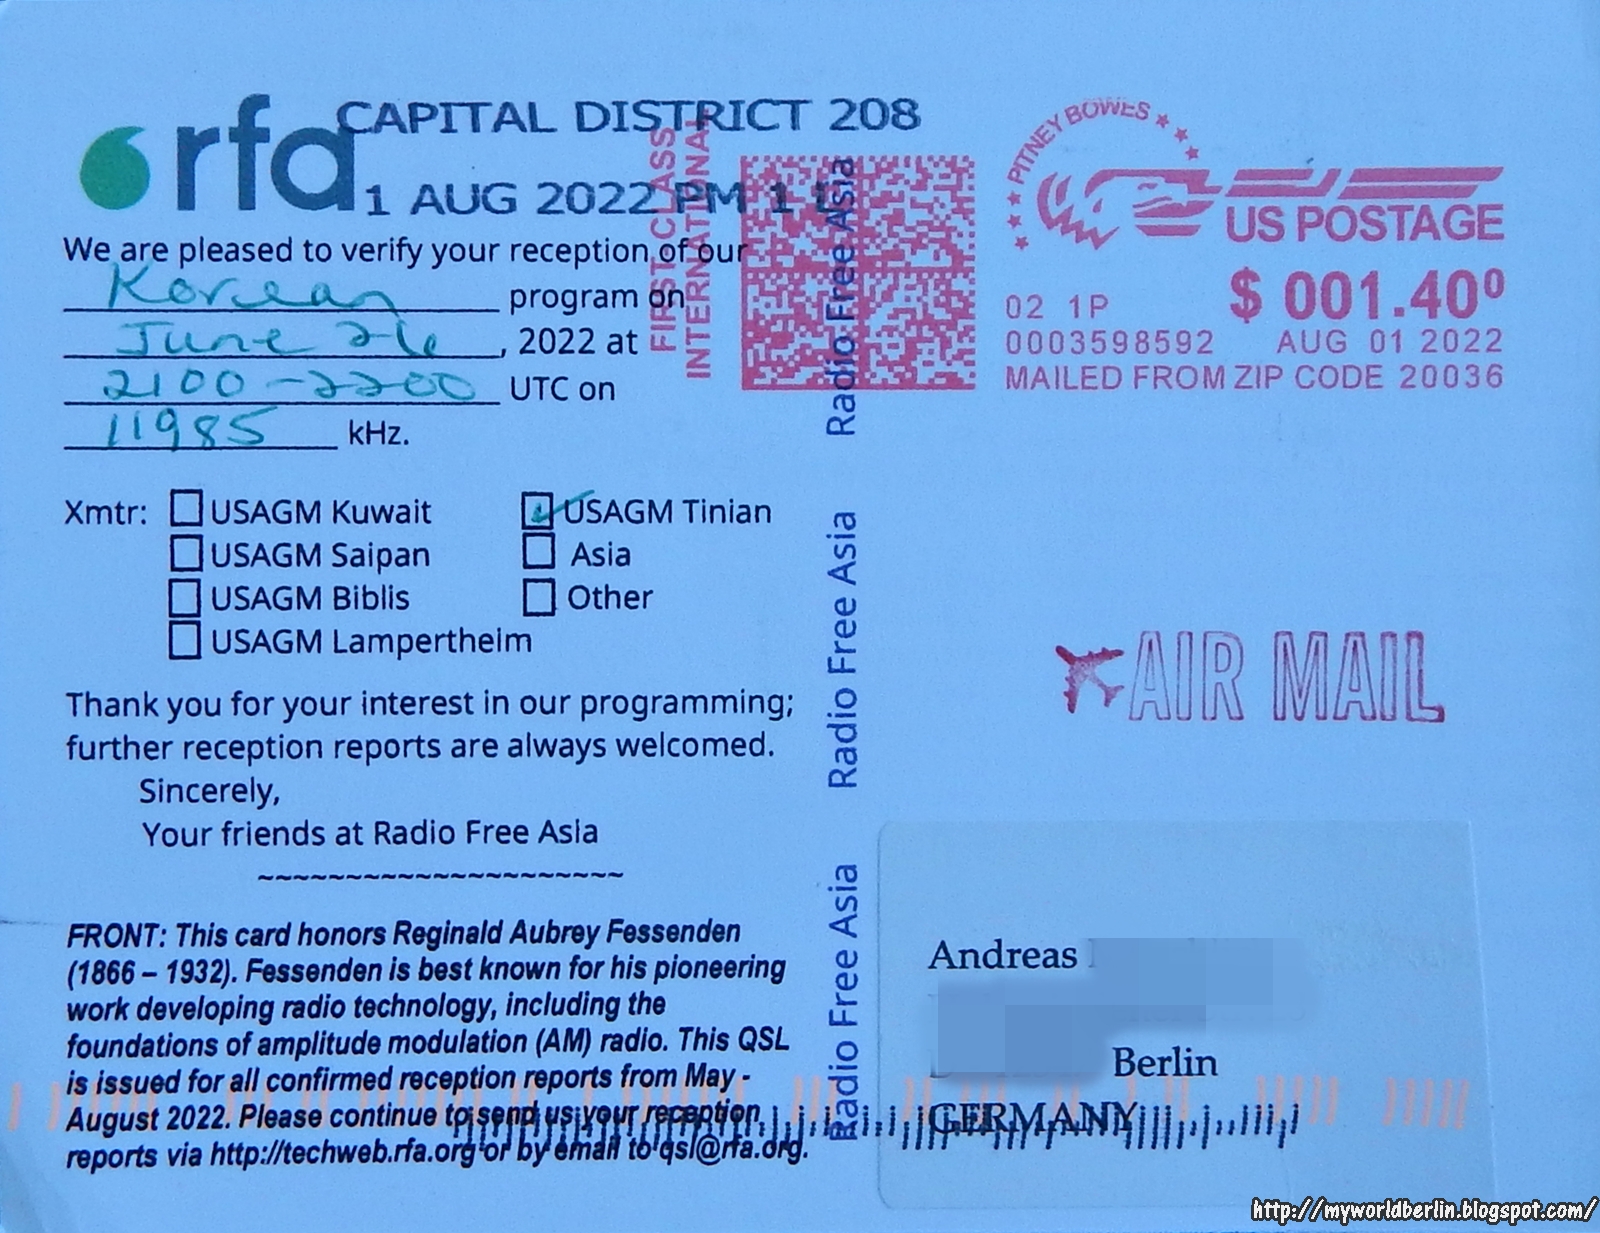 rfa
CAPITAL DISTRICT 208
1 AUG 2022 PM 1 L
We are pleased to verify your reception of our
Korean program on
June 26, 2022 at
2100-2200 UTC on
11985 kHz.
Xmtr: USAGM Kuwait USAGM Tinian
USAGM Saipan Asia
USAGM Biblis Other
USAGM Lampertheim
Thank you for your interest in our programming;
further reception reports are always welcomed.
Sincerely,
Your friends at Radio Free Asia
~~~~~~~~~~~~~~~~~~~~~
FRONT: This card honors Reginald Aubrey Fessenden
(1866 – 1932). Fessenden is best known for his pioneering
work developing radio technology, including the
foundations of amplitude modulation (AM) radio. This QSL
is issued for all confirmed reception reports from May -
August 2022. Please continue to send us your reception
reports via http://techweb.rfa.org or by email to qsl@rfa.org.
FIRST CLASS
INTERNATIONAL
Radio Free Asia
Radio Free Asia
Radio Free Asia
PITNEY BOWES
US POSTAGE
02 1P $ 001.40⁰
0003598592 AUG 01 2022
MAILED FROM ZIP CODE 20036
AIR MAIL
Andreas
Berlin
GERMANY
http://myworldberlin.blogspot.com/